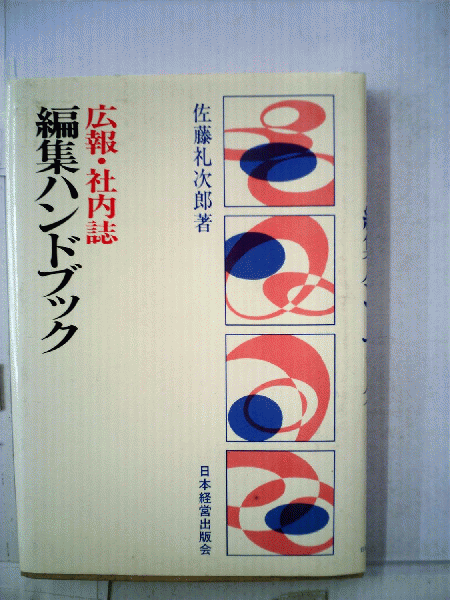 広報・社内誌
編集ハンドブック
佐藤礼次郎著
日本経営出版会